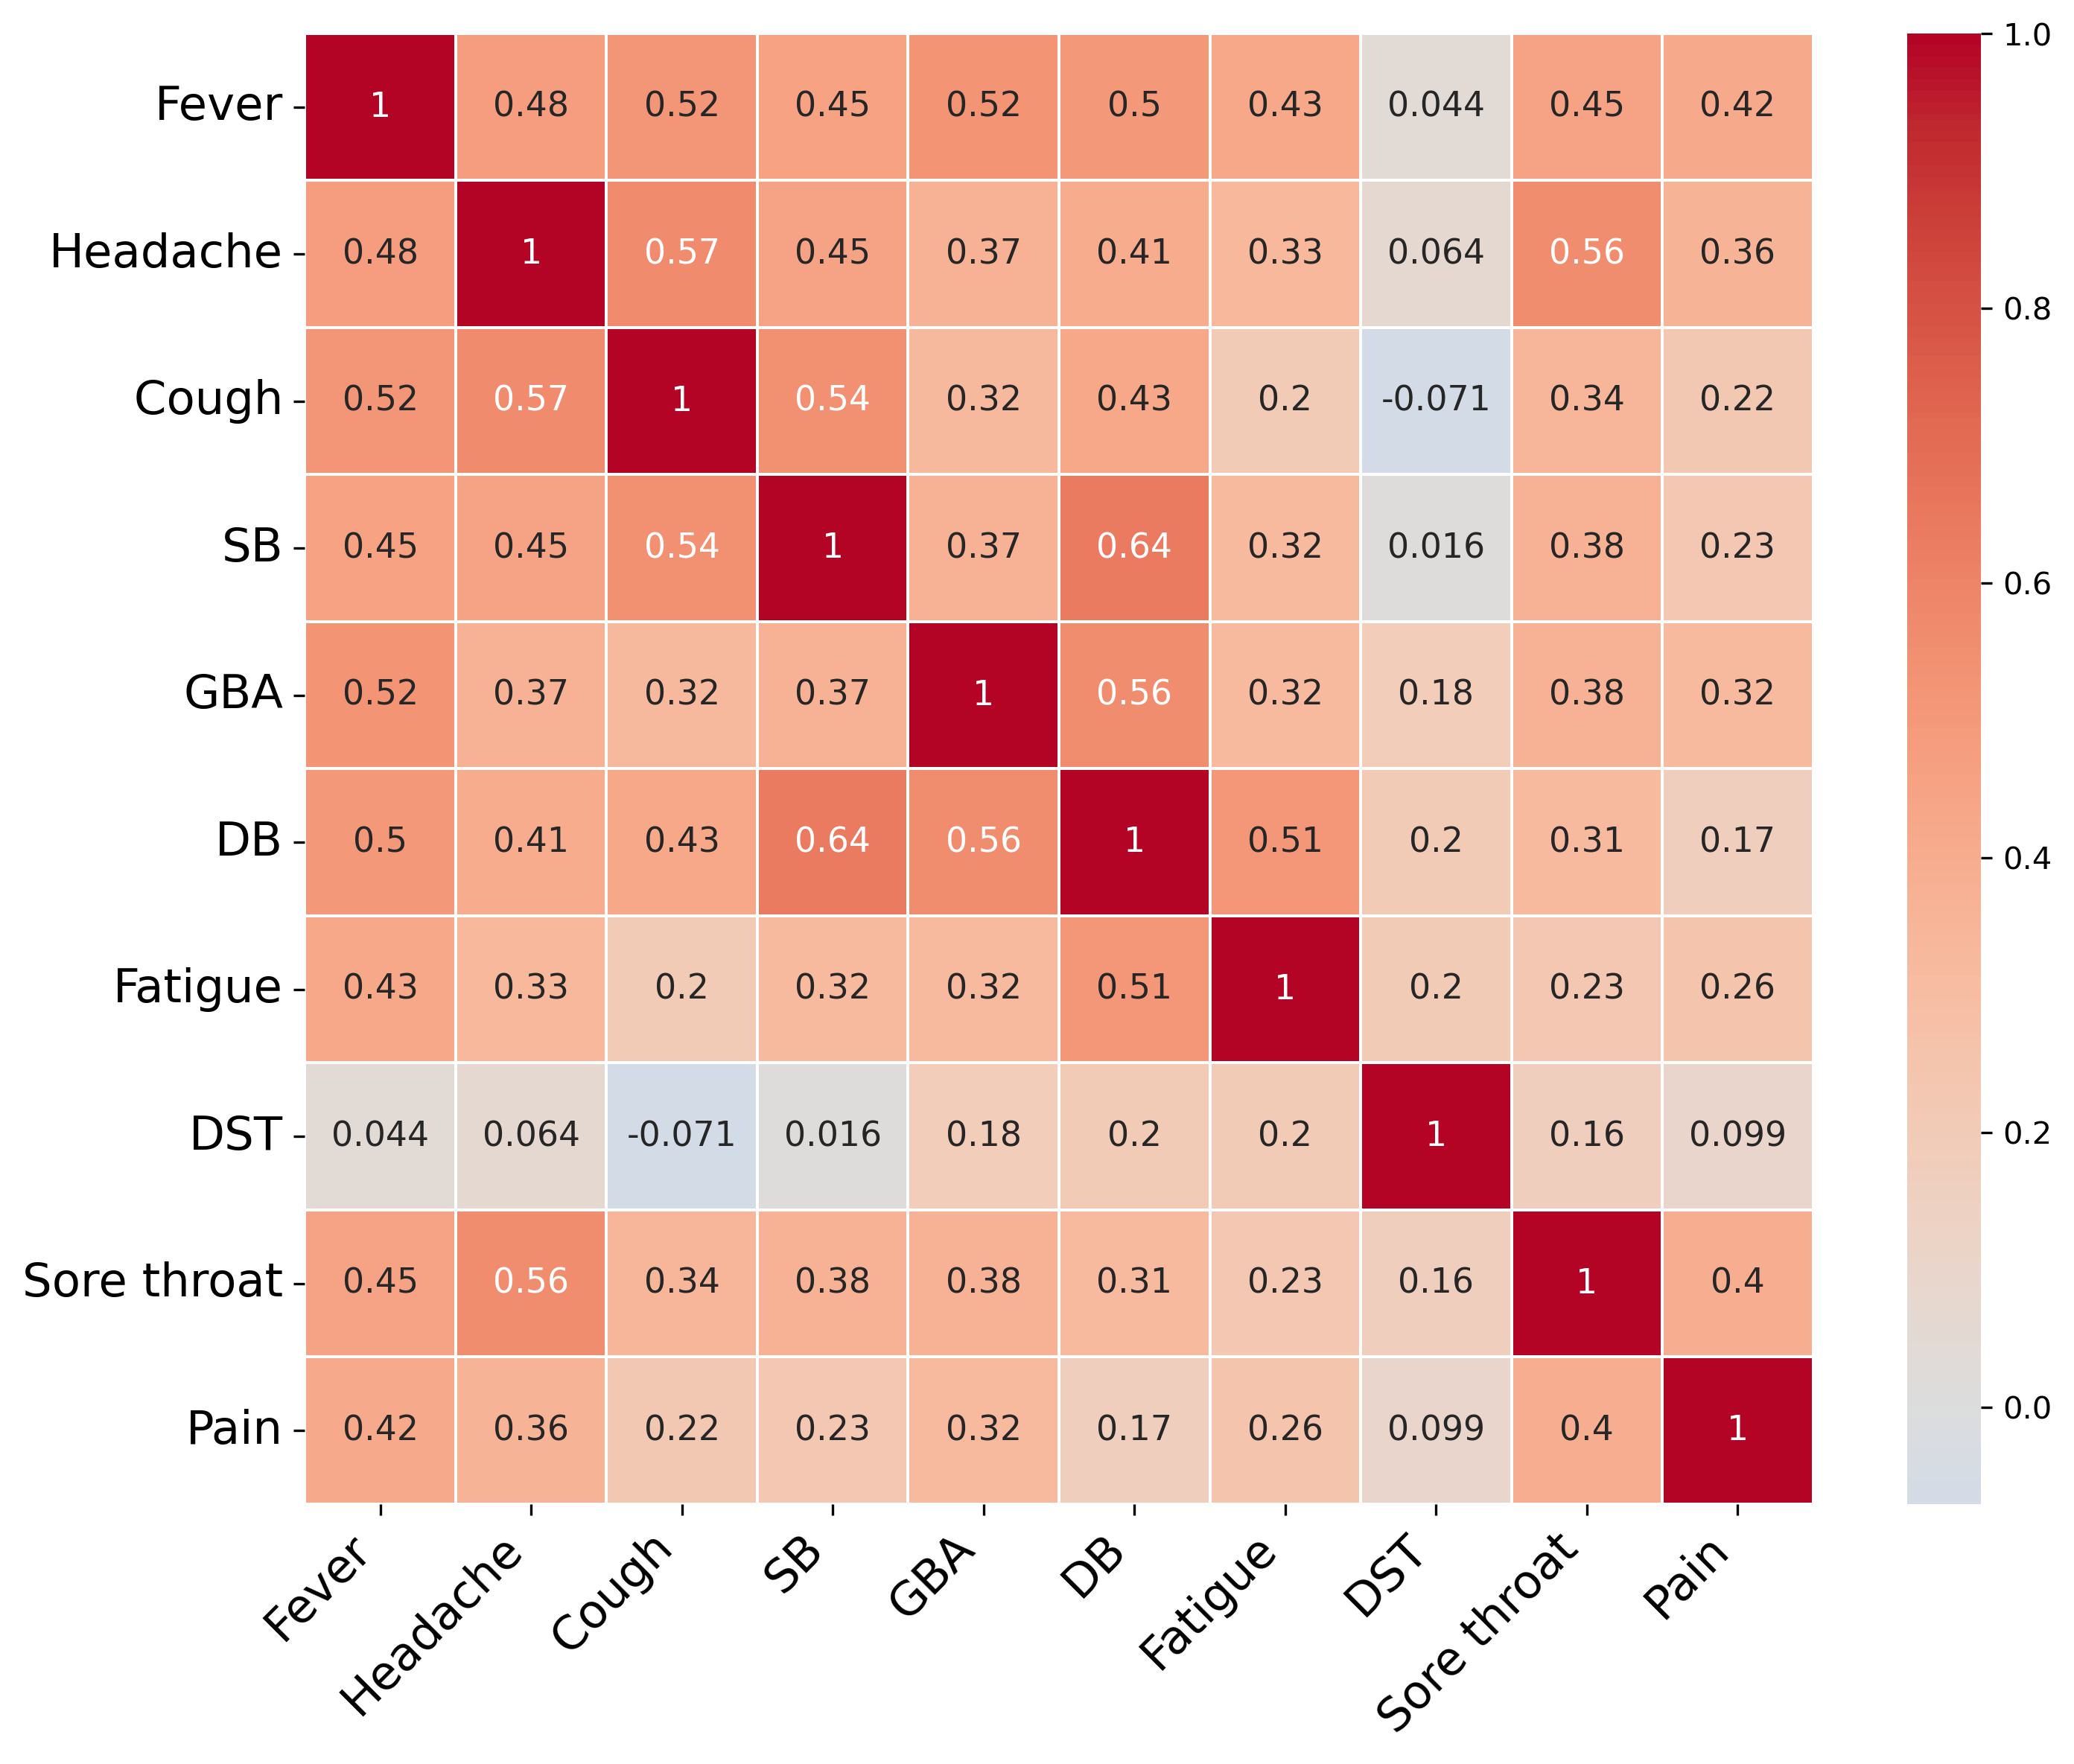 Fever 1 0.48 0.52 0.45 0.52 0.5 0.43 0.044 0.45 0.42
Headache 0.48 1 0.57 0.45 0.37 0.41 0.33 0.064 0.56 0.36
Cough 0.52 0.57 1 0.54 0.32 0.43 0.2 -0.071 0.34 0.22
SB 0.45 0.45 0.54 1 0.37 0.64 0.32 0.016 0.38 0.23
GBA 0.52 0.37 0.32 0.37 1 0.56 0.32 0.18 0.38 0.32
DB 0.5 0.41 0.43 0.64 0.56 1 0.51 0.2 0.31 0.17
Fatigue 0.43 0.33 0.2 0.32 0.32 0.51 1 0.2 0.23 0.26
DST 0.044 0.064 -0.071 0.016 0.18 0.2 0.2 1 0.16 0.099
Sore throat 0.45 0.56 0.34 0.38 0.38 0.31 0.23 0.16 1 0.4
Pain 0.42 0.36 0.22 0.23 0.32 0.17 0.26 0.099 0.4 1
Fever Headache Cough SB GBA DB Fatigue DST Sore throat Pain
1.0
0.8
0.6
0.4
0.2
0.0